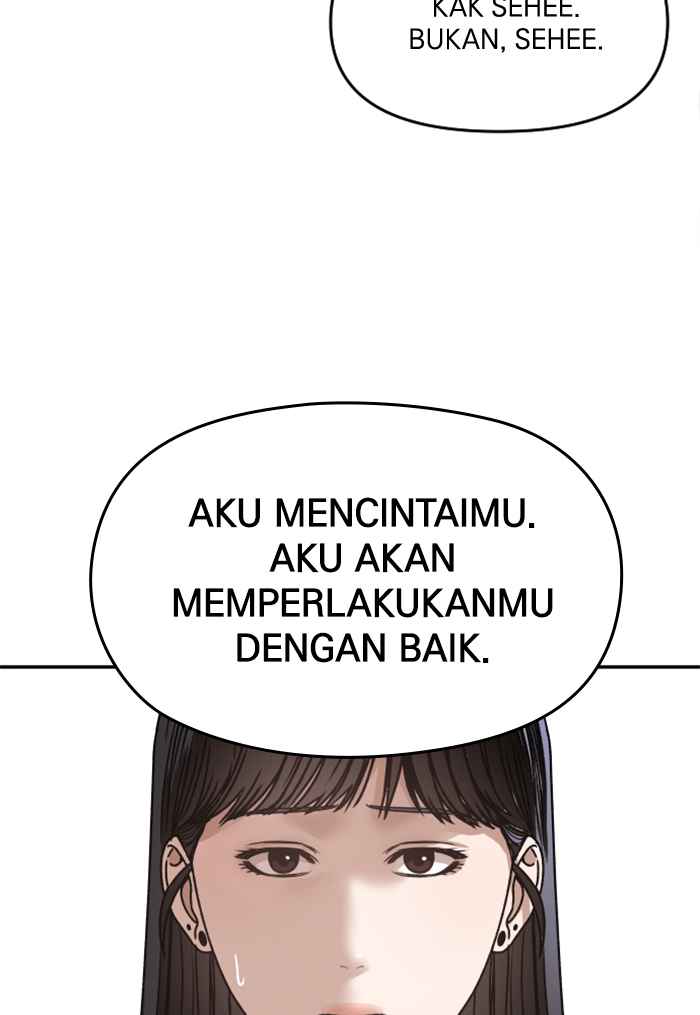 KAK SEHEE.
BUKAN, SEHEE.
AKU MENCINTAIMU.
AKU AKAN
MEMPERLAKUKANMU
DENGAN BAIK.